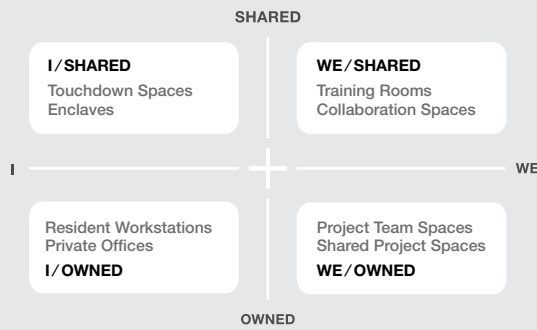 SHARED
I/SHARED
Touchdown Spaces
Enclaves
WE/SHARED
Training Rooms
Collaboration Spaces
I
WE
Resident Workstations
Private Offices
I/OWNED
Project Team Spaces
Shared Project Spaces
WE/OWNED
OWNED